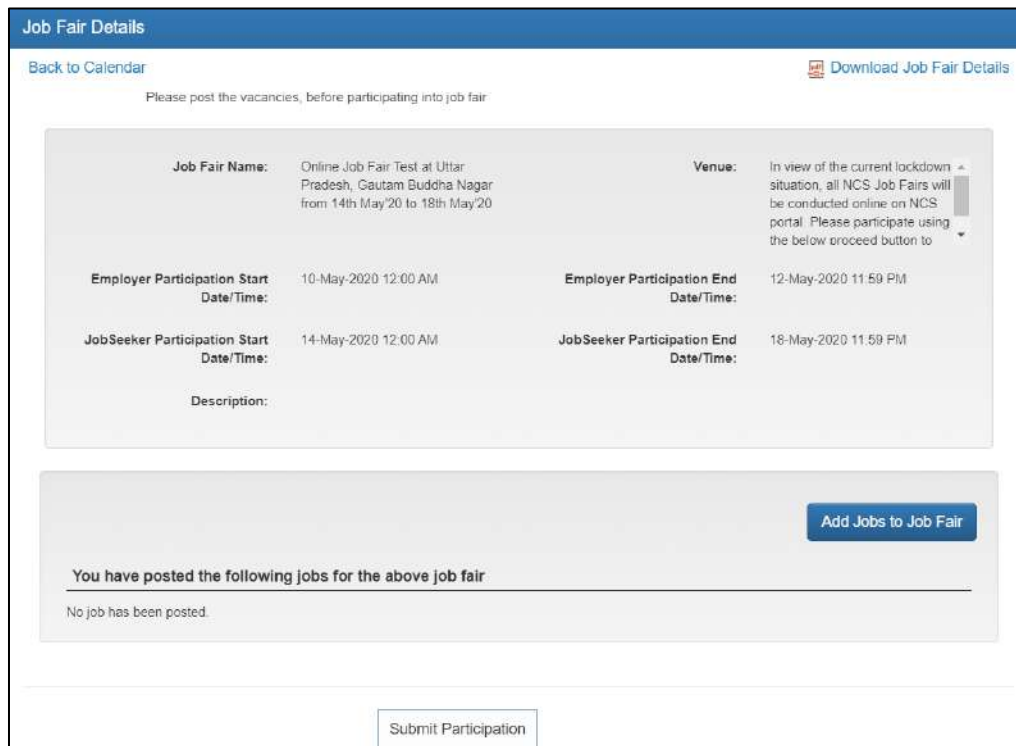 Job Fair Details
Back to Calendar
Download Job Fair Details
Please post the vacancies, before participating into job fair
Job Fair Name:
Online Job Fair Test at Uttar
Pradesh, Gautam Buddha Nagar
from 14th May'20 to 18th May'20
Venue:
In view of the current lockdown
situation, all NCS Job Fairs will
be conducted online on NCS
portal. Please participate using
the below proceed button to
Employer Participation Start
Date/Time:
10-May-2020 12:00 AM
Employer Participation End
Date/Time:
12-May-2020 11:59 PM
JobSeeker Participation Start
Date/Time:
14-May-2020 12:00 AM
JobSeeker Participation End
Date/Time:
18-May-2020 11:59 PM
Description:
Add Jobs to Job Fair
You have posted the following jobs for the above job fair
No job has been posted.
Submit Participation